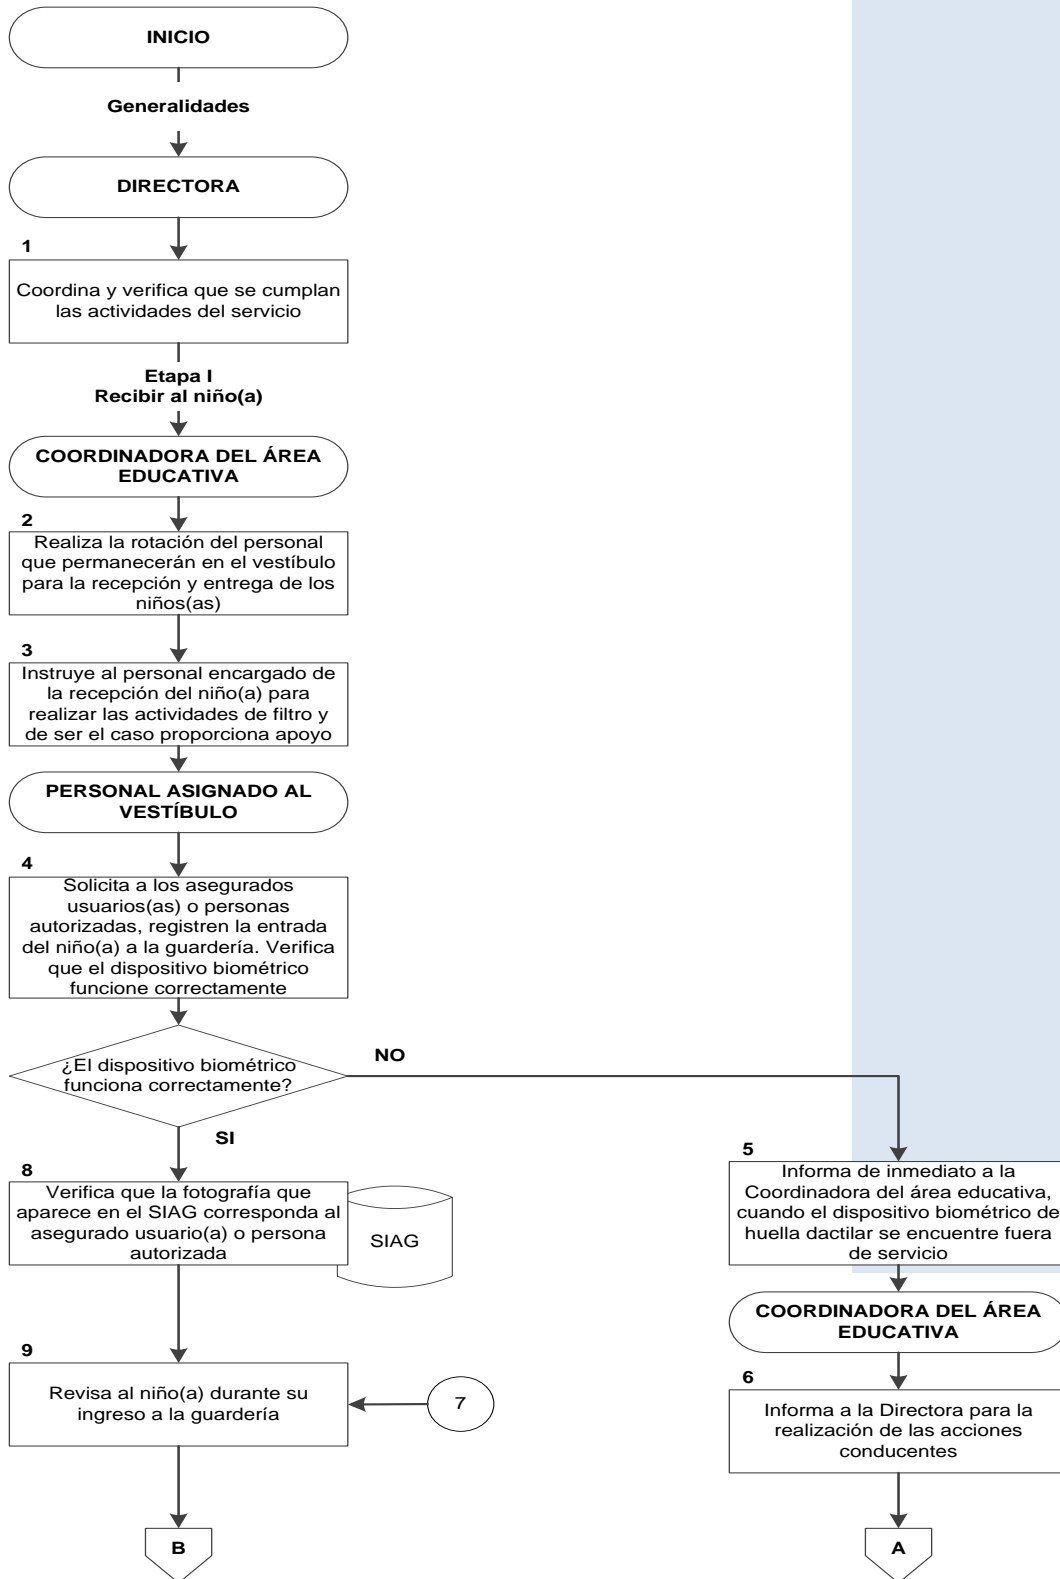 INICIO
Generalidades
DIRECTORA
1
Coordina y verifica que se cumplan
las actividades del servicio
Etapa I
Recibir al niño(a)
COORDINADORA DEL ÁREA
EDUCATIVA
2
Realiza la rotación del personal
que permanecerán en el vestíbulo
para la recepción y entrega de los
niños(as)
3
Instruye al personal encargado de
la recepción del niño(a) para
realizar las actividades de filtro y
de ser el caso proporciona apoyo
PERSONAL ASIGNADO AL
VESTÍBULO
4
Solicita a los asegurados
usuarios(as) o personas
autorizadas, registren la entrada
del niño(a) a la guardería. Verifica
que el dispositivo biométrico
funcione correctamente
¿El dispositivo biométrico
funciona correctamente?
NO
SI
8
Verifica que la fotografía que
aparece en el SIAG corresponda al
asegurado usuario(a) o persona
autorizada
SIAG
9
Revisa al niño(a) durante su
ingreso a la guardería
7
B
5
Informa de inmediato a la
Coordinadora del área educativa,
cuando el dispositivo biométrico de
huella dactilar se encuentre fuera
de servicio
COORDINADORA DEL ÁREA
EDUCATIVA
6
Informa a la Directora para la
realización de las acciones
conducentes
A